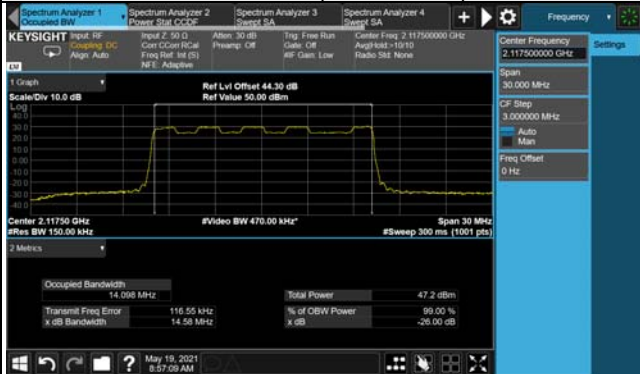 Spectrum Analyzer 1
Occupied BW
Spectrum Analyzer 2
Power Stat CCDF
Spectrum Analyzer 3
Swept SA
Spectrum Analyzer 4
Swept SA
Frequency
KEYSIGHT
Input: RF
Coupling: DC
Align: Auto
Input Z: 50 Ω
Corr CCorr RCal
Freq Ref: Int (S)
NFE: Adaptive
Atten: 30 dB
Preamp: Off
Trig: Free Run
Gate: Off
#IF Gain: Low
Center Freq: 2.117500000 GHz
Avg|Hold:>10/10
Radio Std: None
Center Frequency
2.117500000 GHz
Settings
Span
30.000 MHz
CF Step
3.000000 MHz
Auto
Man
Freq Offset
0 Hz
1 Graph
Scale/Div 10.0 dB
Ref Lvl Offset 44.30 dB
Ref Value 50.00 dBm
Log
40.0
30.0
20.0
10.0
0.00
-10.0
-20.0
-30.0
-40.0
Center 2.11750 GHz
#Video BW 470.00 kHz*
Span 30 MHz
#Res BW 150.00 kHz
#Sweep 300 ms (1001 pts)
2 Metrics
Occupied Bandwidth
14.098 MHz
Total Power
47.2 dBm
Transmit Freq Error
116.55 kHz
% of OBW Power
99.00 %
x dB Bandwidth
14.58 MHz
x dB
-26.00 dB
?
May 19, 2021
8:57:09 AM